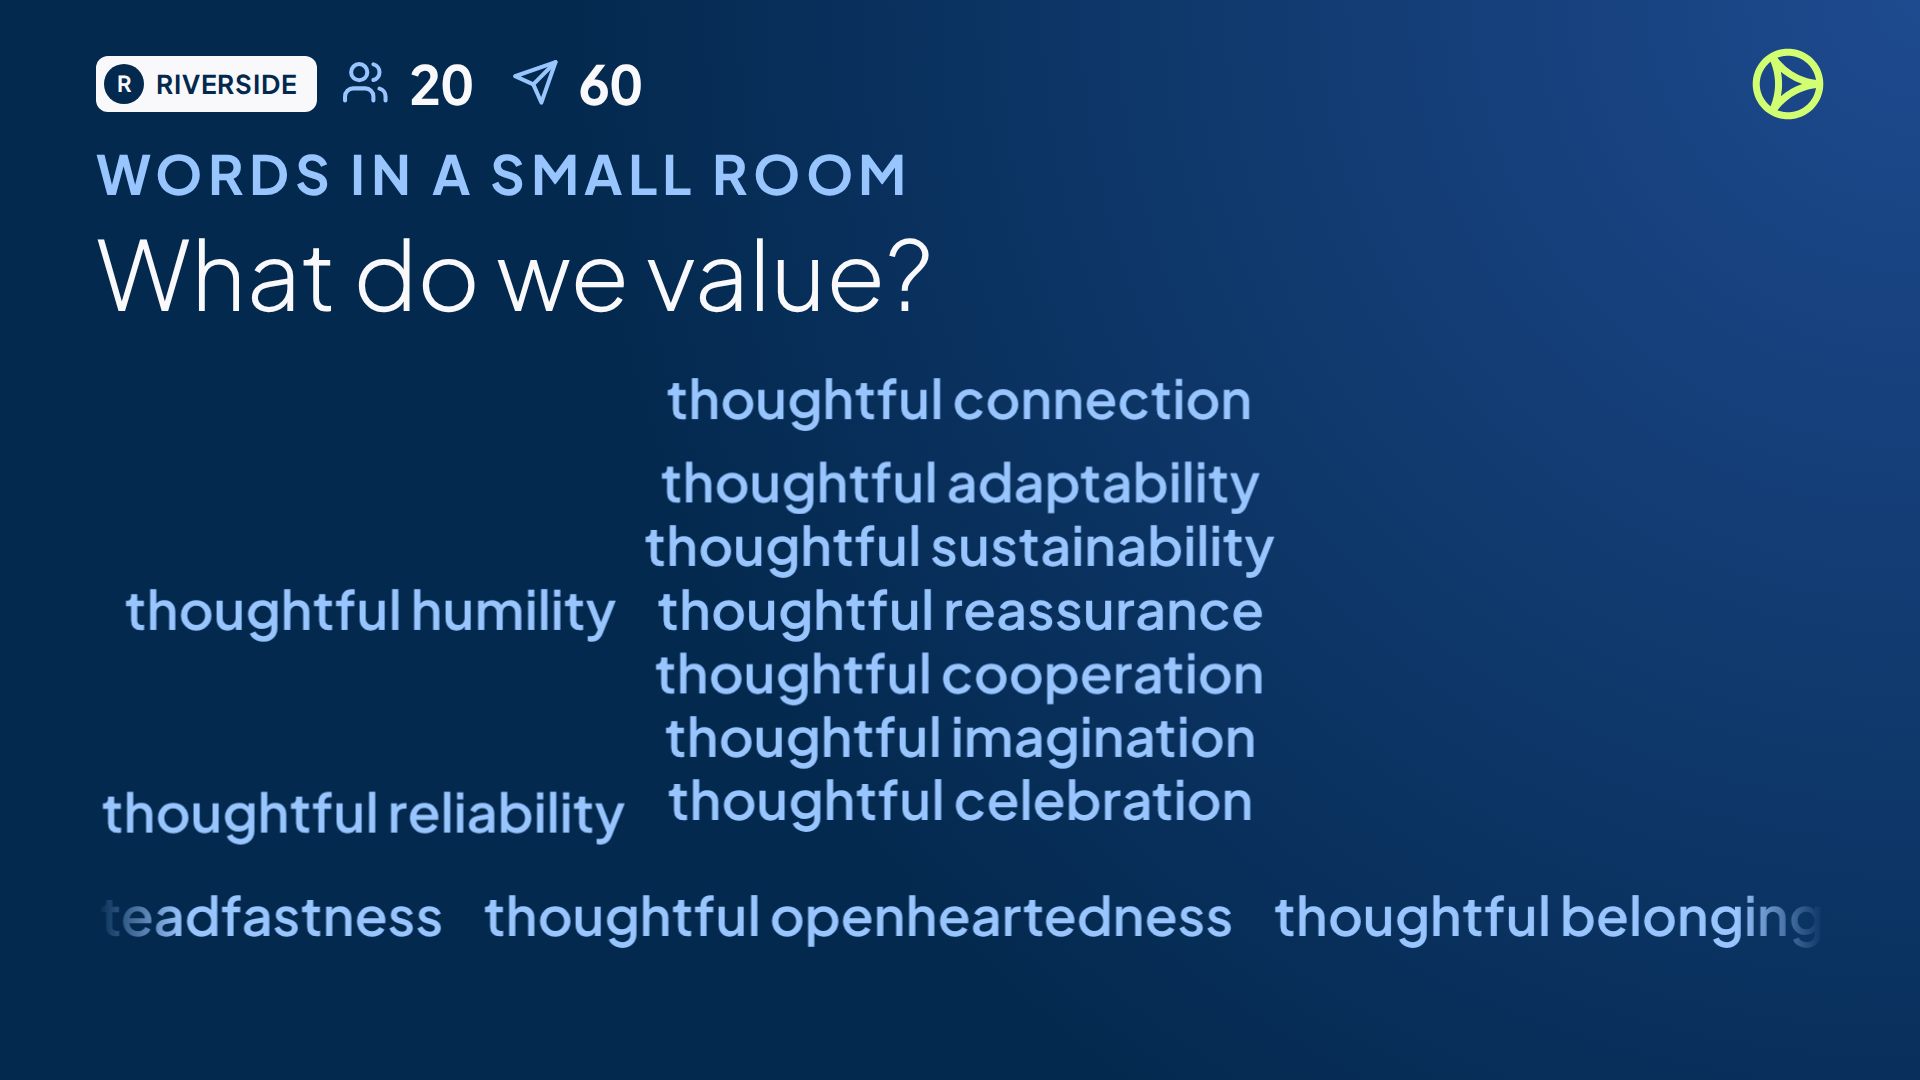 R RIVERSIDE 20 60
WORDS IN A SMALL ROOM
What do we value?
thoughtful connection
thoughtful adaptability
thoughtful sustainability
thoughtful humility thoughtful reassurance
thoughtful cooperation
thoughtful imagination
thoughtful reliability thoughtful celebration
teadfastness thoughtful openheartedness thoughtful belonging